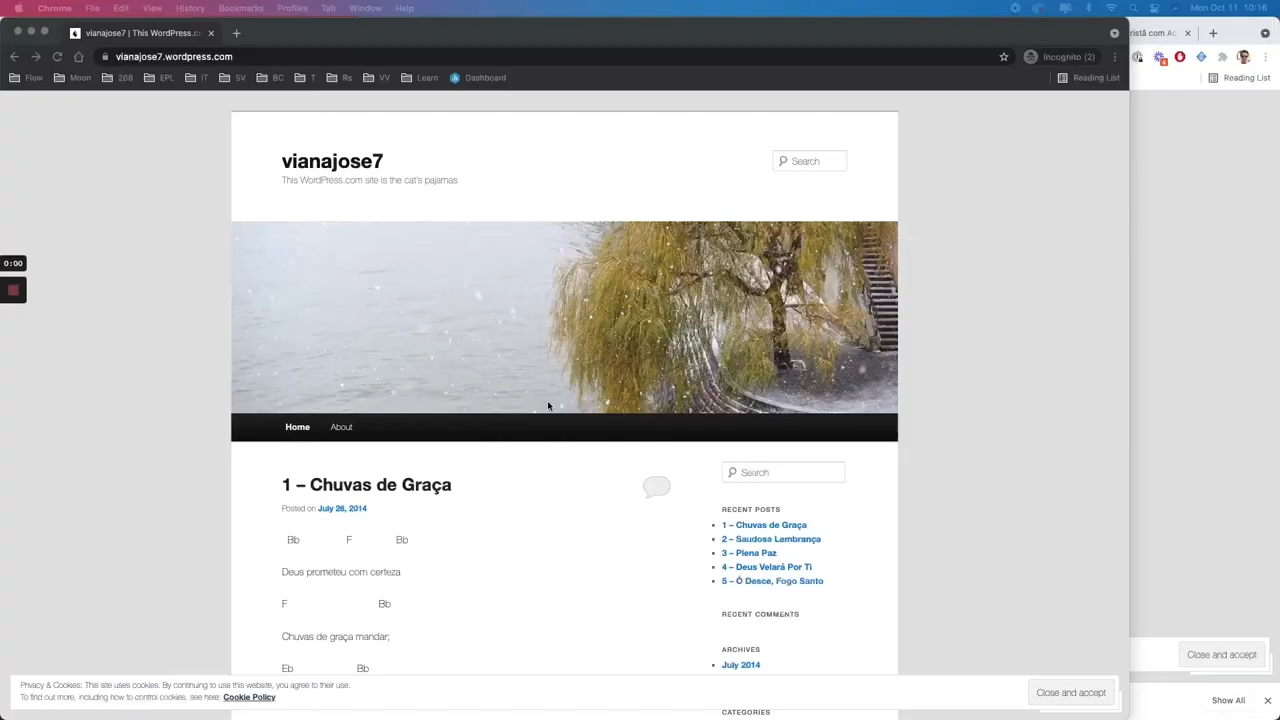 Chrome File Edit View History Bookmarks Profiles Tab Window Help Mon Oct 11 10:16
vianajose7 | This WordPress.co
ristã com Ac
vianajose7.wordpress.com
Incognito (2)
Flow Moon 268 EPL IT SV BC T Rs VV Learn Dashboard Reading List
Reading List
vianajose7
This WordPress.com site is the cat's pajamas
Search
0:00
Home About
1 – Chuvas de Graça
Posted on July 26, 2014
Bb F Bb
Deus prometeu com certeza
F Bb
Chuvas de graça mandar;
Eb Bb
Search
RECENT POSTS
1 – Chuvas de Graça
2 – Saudosa Lembrança
3 – Plena Paz
4 – Deus Velará Por Ti
5 – Ó Desce, Fogo Santo
RECENT COMMENTS
ARCHIVES
July 2014
CATEGORIES
Privacy & Cookies: This site uses cookies. By continuing to use this website, you agree to their use.
To find out more, including how to control cookies, see here: Cookie Policy
Close and accept
Close and accept
Show All